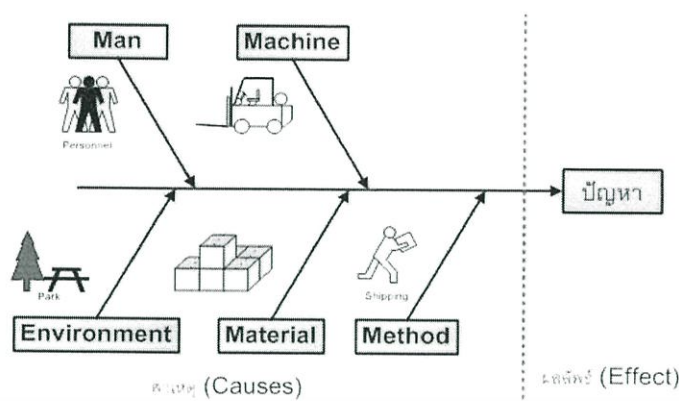 Man
Machine
Personnel
ปัญหา
Park
Shipping
Environment
Material
Method
(Causes)
(Effect)